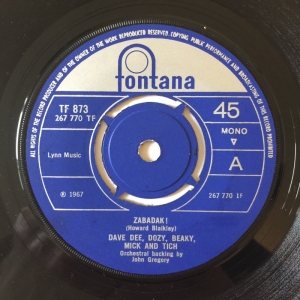 ALL RIGHTS OF THE RECORD PRODUCER AND OF THE OWNER OF THE WORK REPRODUCED RESERVED. COPYING, PUBLIC PERFORMANCE AND BROADCASTING OF THIS RECORD PROHIBITED
fontana
TF 873
267 770 TF
45
MONO
Lynn Music
A
℗ 1967
267 770 1F
ZABADAK!
(Howard Blaikley)
DAVE DEE, DOZY, BEAKY,
MICK AND TICH
Orchestral backing by
John Gregory